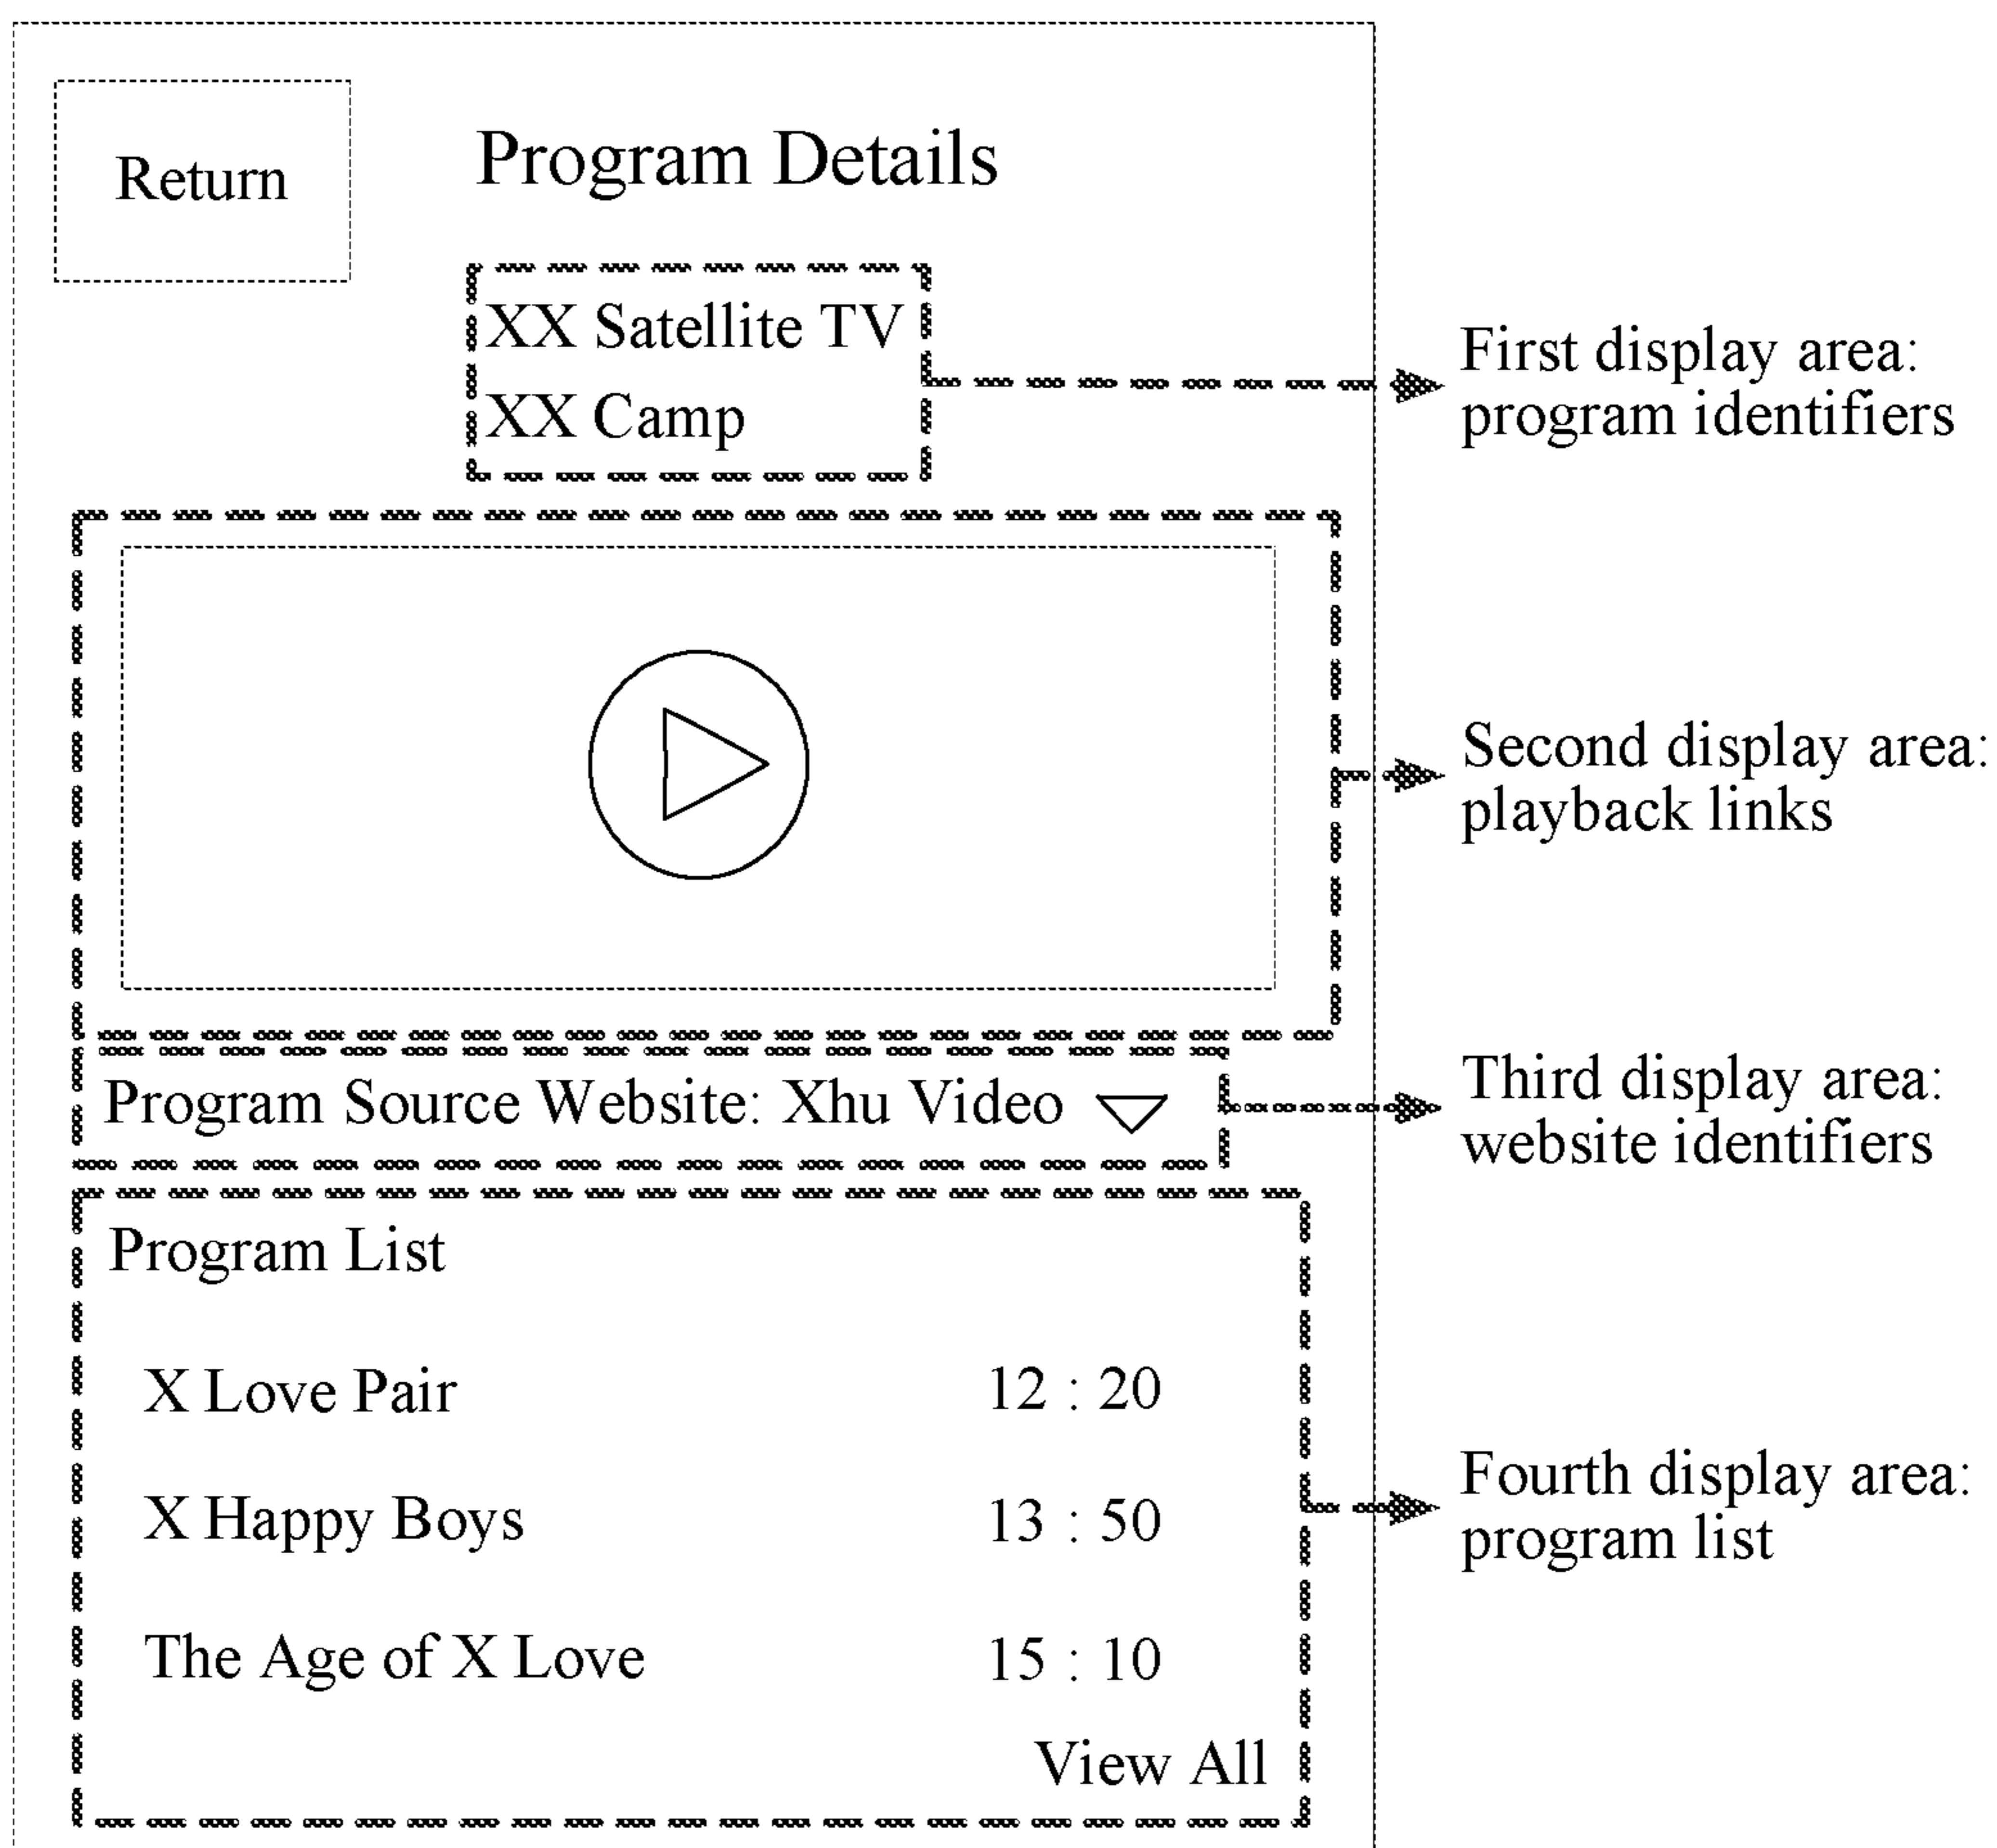 Return
Program Details
XX Satellite TV
XX Camp
First display area:
program identifiers
Second display area:
playback links
Program Source Website: Xhu Video
Third display area:
website identifiers
Program List
X Love Pair 12 : 20
X Happy Boys 13 : 50
The Age of X Love 15 : 10
View All
Fourth display area:
program list